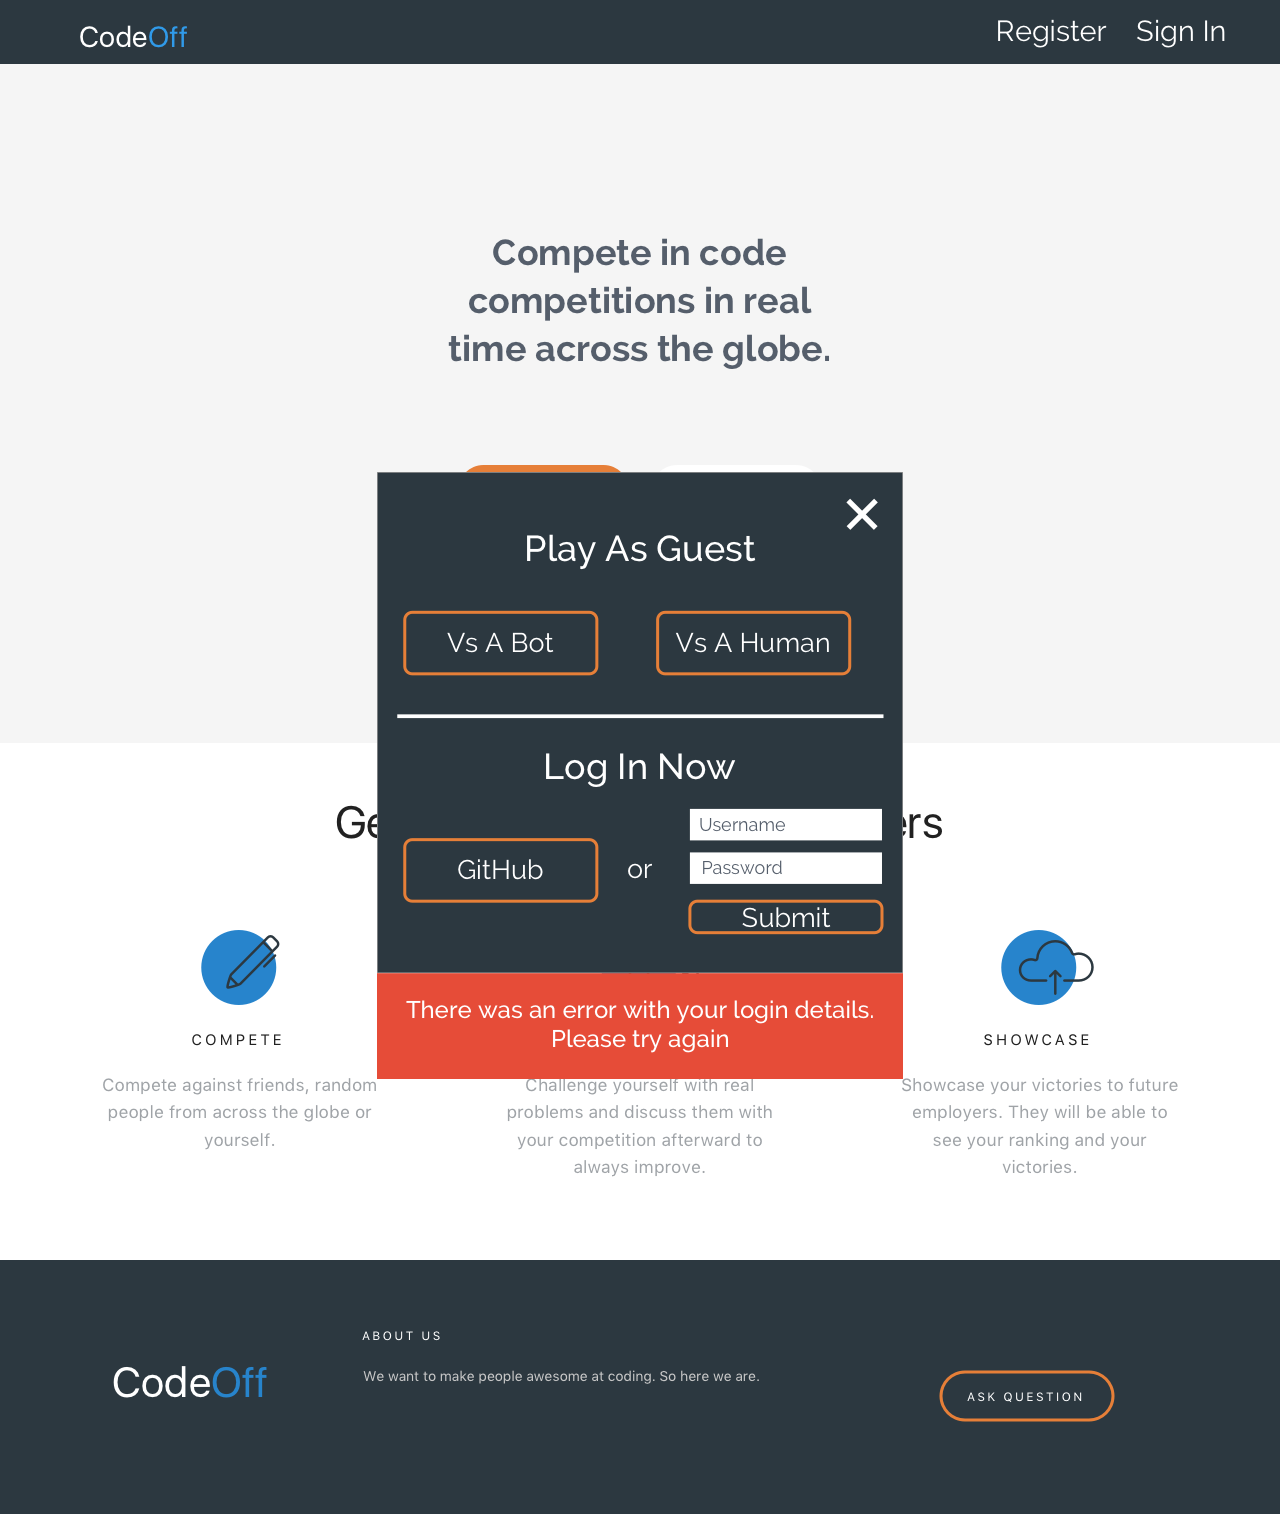 CodeOff
Register
Sign In
Compete in code
competitions in real
time across the globe.
Play As Guest
Vs A Bot
Vs A Human
Log In Now
GitHub
or
Username
Password
Submit
There was an error with your login details.
Please try again
COMPETE
Compete against friends, random
people from across the globe or
yourself.
Challenge yourself with real
problems and discuss them with
your competition afterward to
always improve.
SHOWCASE
Showcase your victories to future
employers. They will be able to
see your ranking and your
victories.
CodeOff
ABOUT US
We want to make people awesome at coding. So here we are.
ASK QUESTION